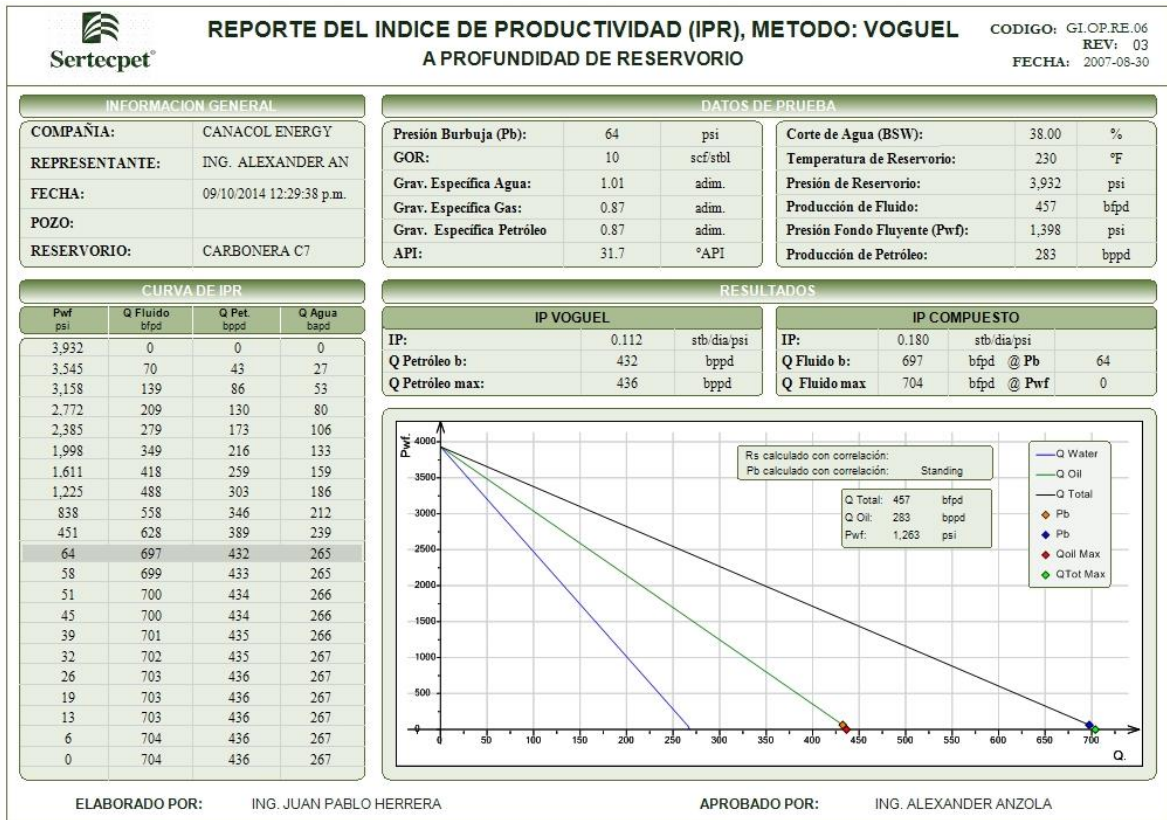 Sertecpet®
REPORTE DEL INDICE DE PRODUCTIVIDAD (IPR), METODO: VOGUEL
A PROFUNDIDAD DE RESERVORIO
CODIGO: GI.OP.RE.06
REV: 03
FECHA: 2007-08-30
INFORMACION GENERAL
COMPAÑIA: CANACOL ENERGY
REPRESENTANTE: ING. ALEXANDER AN
FECHA: 09/10/2014 12:29:38 p.m.
POZO:
RESERVORIO: CARBONERA C7
DATOS DE PRUEBA
Presión Burbuja (Pb): 64 psi
GOR: 10 scf/stbl
Grav. Específica Agua: 1.01 adim.
Grav. Específica Gas: 0.87 adim.
Grav. Específica Petróleo 0.87 adim.
API: 31.7 °API
Corte de Agua (BSW): 38.00 %
Temperatura de Reservorio: 230 °F
Presión de Reservorio: 3,932 psi
Producción de Fluido: 457 bfpd
Presión Fondo Fluyente (Pwf): 1,398 psi
Producción de Petróleo: 283 bppd
CURVA DE IPR
Pwf Q Fluido Q Pet. Q Agua
psi bfpd bppd bapd
3,932 0 0 0
3,545 70 43 27
3,158 139 86 53
2,772 209 130 80
2,385 279 173 106
1,998 349 216 133
1,611 418 259 159
1,225 488 303 186
838 558 346 212
451 628 389 239
64 697 432 265
58 699 433 265
51 700 434 266
45 700 434 266
39 701 435 266
32 702 435 267
26 703 436 267
19 703 436 267
13 703 436 267
6 704 436 267
0 704 436 267
RESULTADOS
IP VOGUEL
IP: 0.112 stb/dia/psi
Q Petróleo b: 432 bppd
Q Petróleo max: 436 bppd
IP COMPUESTO
IP: 0.180 stb/dia/psi
Q Fluido b: 697 bfpd @ Pb 64
Q Fluido max 704 bfpd @ Pwf 0
Pwf.
4000
3500
3000
2500
2000
1500
1000
500
0
0 50 100 150 200 250 300 350 400 450 500 550 600 650 700
Q.
Rs calculado con correlación:
Pb calculado con correlación: Standing
Q Total: 457 bfpd
Q Oil: 283 bppd
Pwf: 1,263 psi
Q Water
Q Oil
Q Total
Pb
Pb
Qoil Max
QTot Max
ELABORADO POR: ING. JUAN PABLO HERRERA
APROBADO POR: ING. ALEXANDER ANZOLA